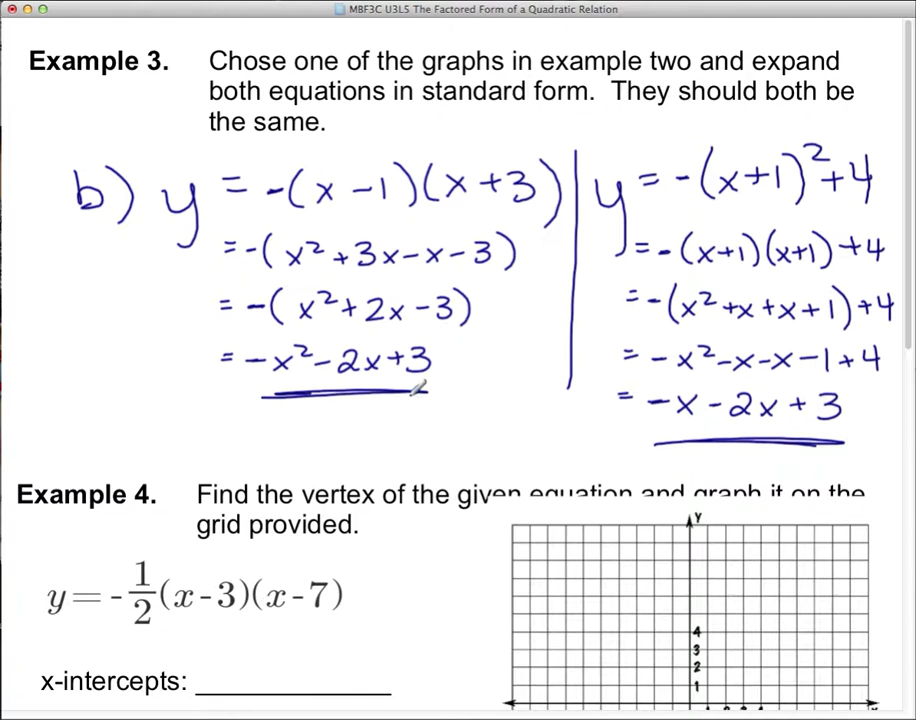 MBF3C U3L5 The Factored Form of a Quadratic Relation
Example 3. Chose one of the graphs in example two and expand
both equations in standard form. They should both be
the same.
b) y = -(x-1)(x+3)
= -(x²+3x-x-3)
= -(x²+2x-3)
= -x²-2x+3
y = -(x+1)²+4
= -(x+1)(x+1)+4
= -(x²+x+x+1)+4
= -x²-x-x-1+4
= -x-2x+3
Example 4. Find the vertex of the given equation and graph it on the
grid provided.
y = -1/2(x-3)(x-7)
x-intercepts:
Y
4
3
2
1